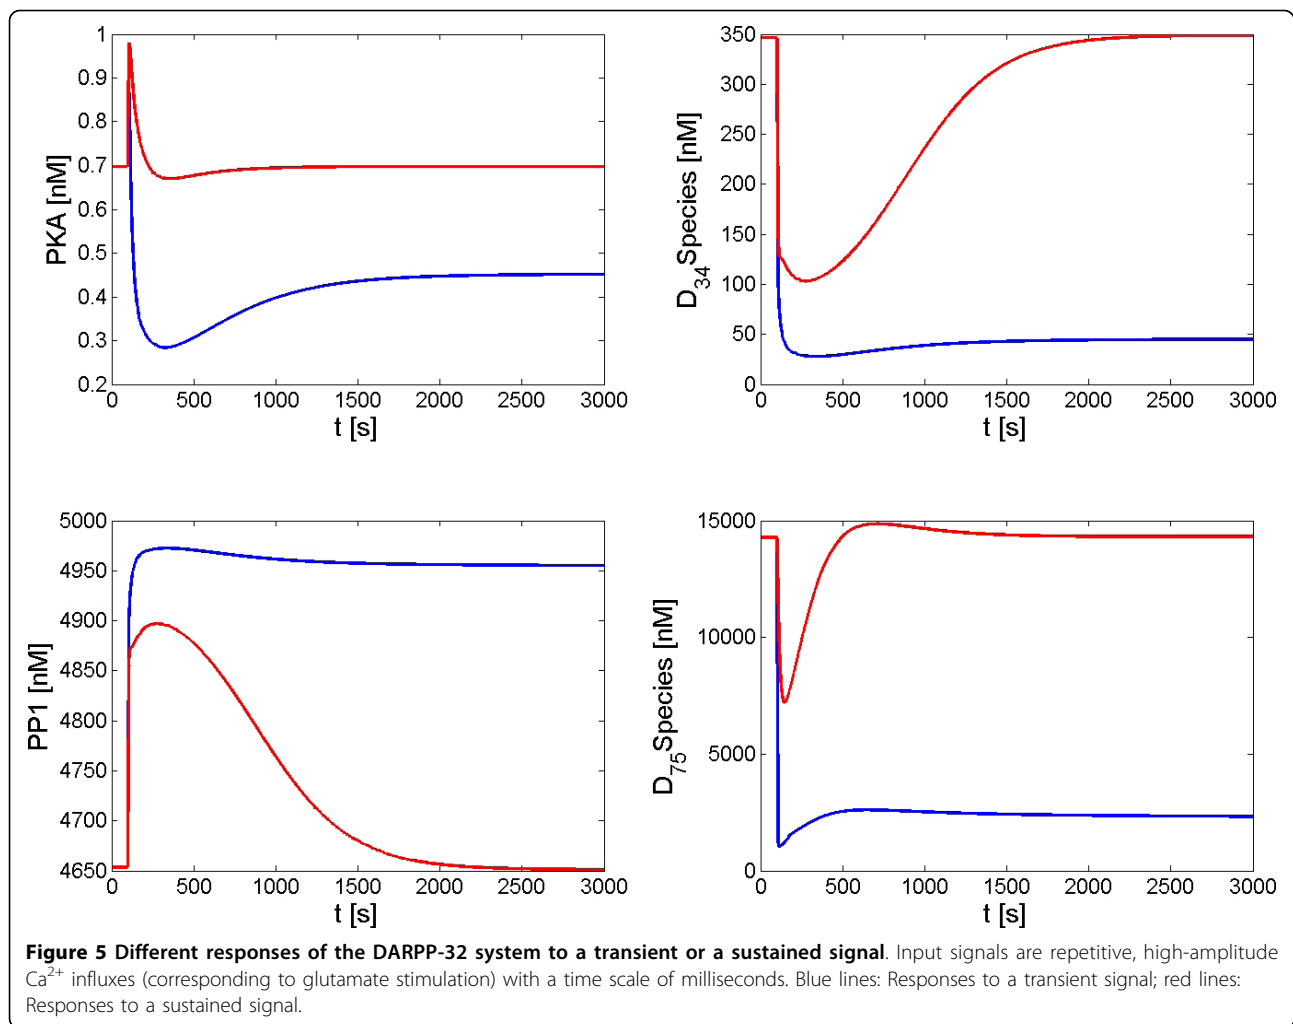 1
0.9
0.8
0.7
0.6
0.5
0.4
0.3
0.2
PKA [nM]
0 500 1000 1500 2000 2500 3000
t [s]
350
300
250
200
150
100
50
0
D34Species [nM]
0 500 1000 1500 2000 2500 3000
t [s]
5000
4950
4900
4850
4800
4750
4700
4650
PP1 [nM]
0 500 1000 1500 2000 2500 3000
t [s]
15000
10000
5000
0
D75Species [nM]
0 500 1000 1500 2000 2500 3000
t [s]
Figure 5 Different responses of the DARPP-32 system to a transient or a sustained signal. Input signals are repetitive, high-amplitude
Ca2+ influxes (corresponding to glutamate stimulation) with a time scale of milliseconds. Blue lines: Responses to a transient signal; red lines:
Responses to a sustained signal.